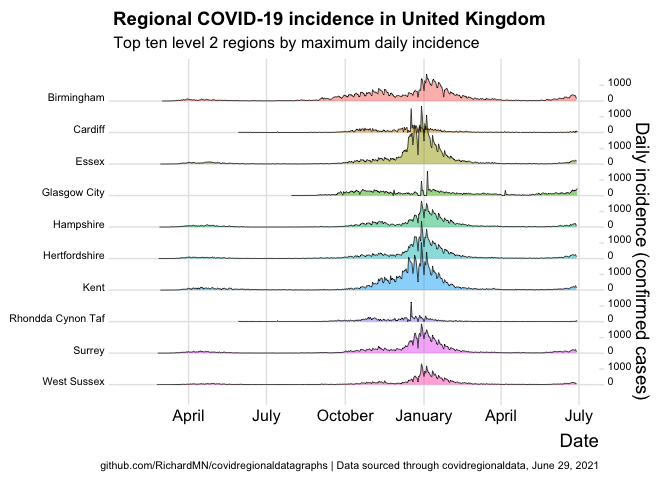 Regional COVID-19 incidence in United Kingdom
Top ten level 2 regions by maximum daily incidence
Birmingham 1000
0
Cardiff 1000
0
Essex 1000
0
Glasgow City 1000
0
Hampshire 1000
0
Hertfordshire 1000
0
Kent 1000
0
Rhondda Cynon Taf 1000
0
Surrey 1000
0
West Sussex 1000
0
Daily incidence (confirmed cases)
April July October January April July
Date
github.com/RichardMN/covidregionaldatagraphs | Data sourced through covidregionaldata, June 29, 2021